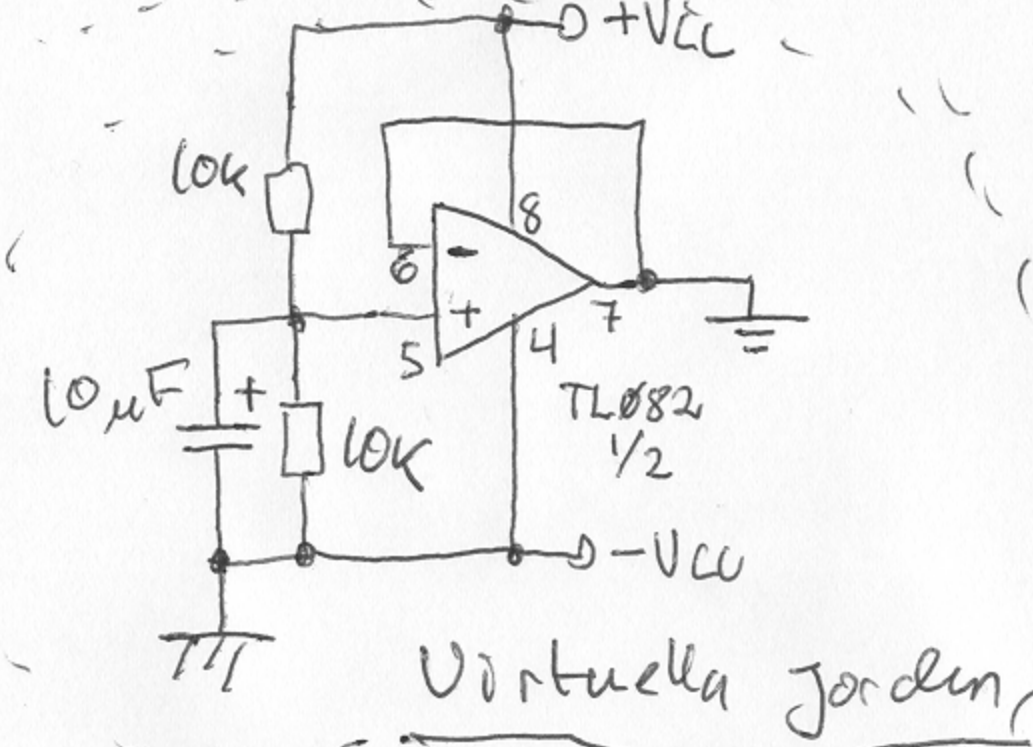 +Vcc
10k
8
-
6
+
7
5
4
10µF
+
TL082
1/2
10K
-Vcc
Virtuella jorden,